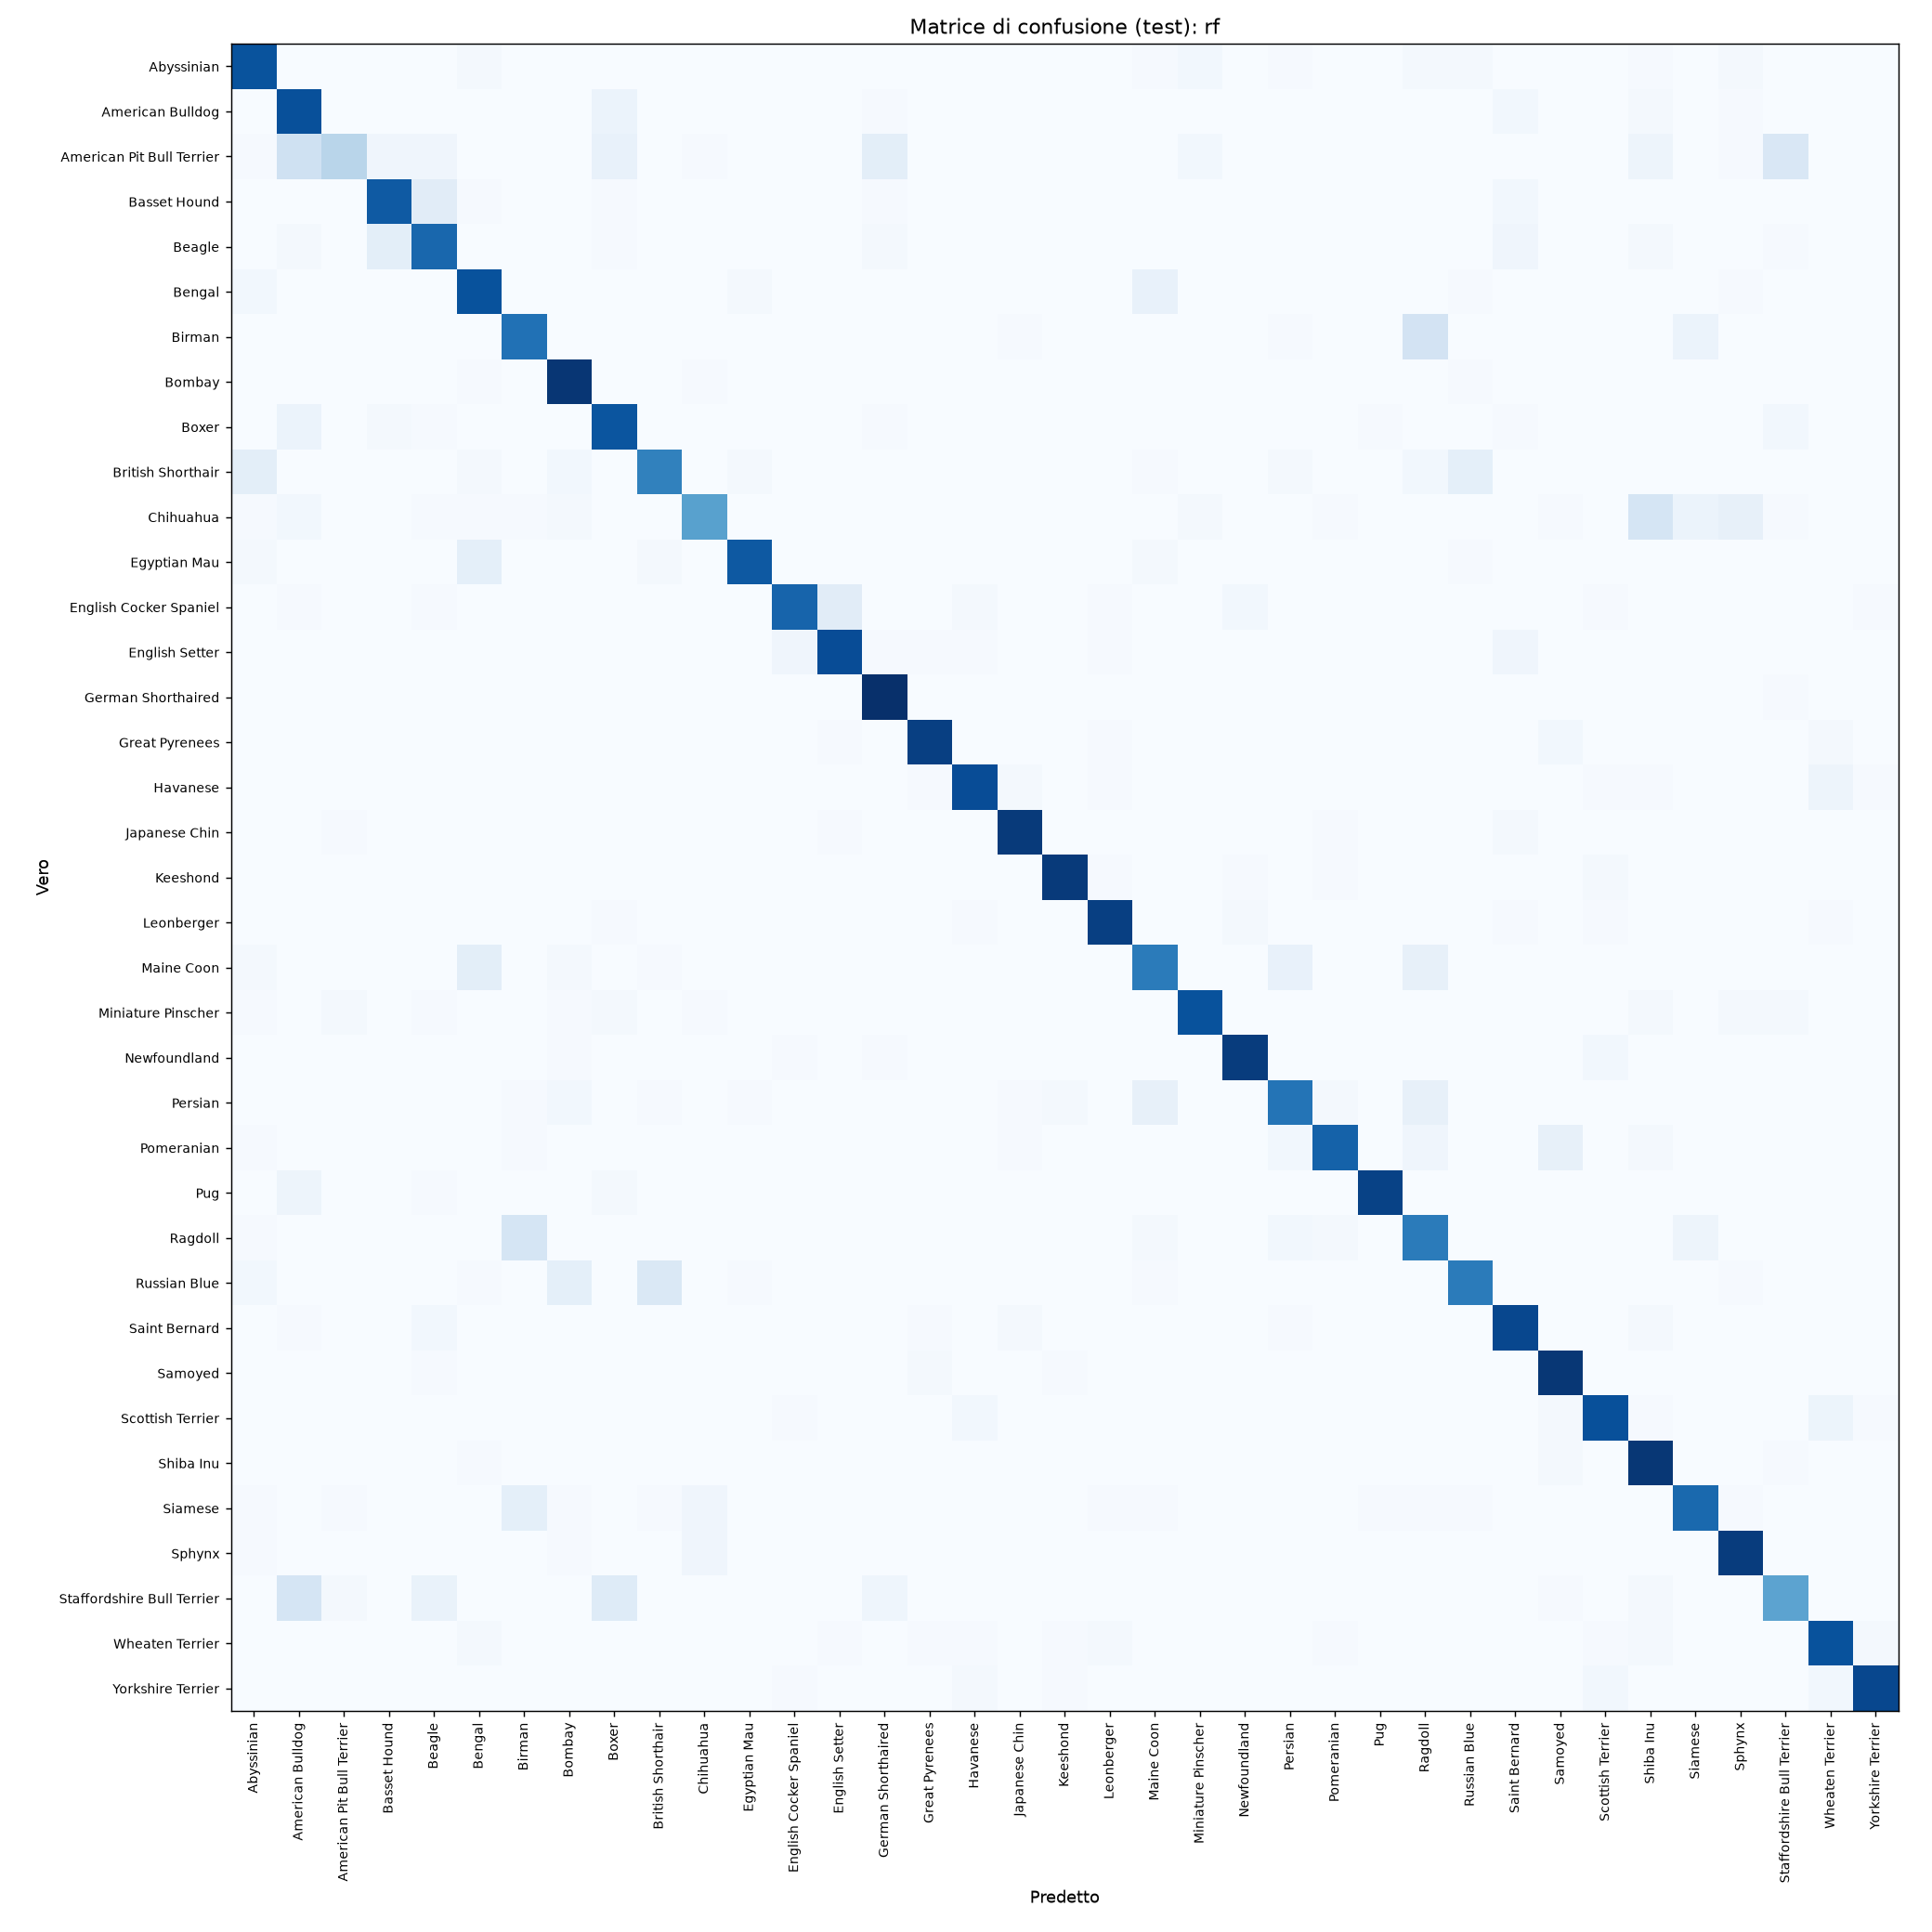 Matrice di confusione (test): rf
Abyssinian
American Bulldog
American Pit Bull Terrier
Basset Hound
Beagle
Bengal
Birman
Bombay
Boxer
British Shorthair
Chihuahua
Egyptian Mau
English Cocker Spaniel
English Setter
German Shorthaired
Great Pyrenees
Havanese
Japanese Chin
Keeshond
Leonberger
Maine Coon
Miniature Pinscher
Newfoundland
Persian
Pomeranian
Pug
Ragdoll
Russian Blue
Saint Bernard
Samoyed
Scottish Terrier
Shiba Inu
Siamese
Sphynx
Staffordshire Bull Terrier
Wheaten Terrier
Yorkshire Terrier
Vero
Abyssinian
American Bulldog
American Pit Bull Terrier
Basset Hound
Beagle
Bengal
Birman
Bombay
Boxer
British Shorthair
Chihuahua
Egyptian Mau
English Cocker Spaniel
English Setter
German Shorthaired
Great Pyrenees
Havanese
Japanese Chin
Keeshond
Leonberger
Maine Coon
Miniature Pinscher
Newfoundland
Persian
Pomeranian
Pug
Ragdoll
Russian Blue
Saint Bernard
Samoyed
Scottish Terrier
Shiba Inu
Siamese
Sphynx
Staffordshire Bull Terrier
Wheaten Terrier
Yorkshire Terrier
Predetto